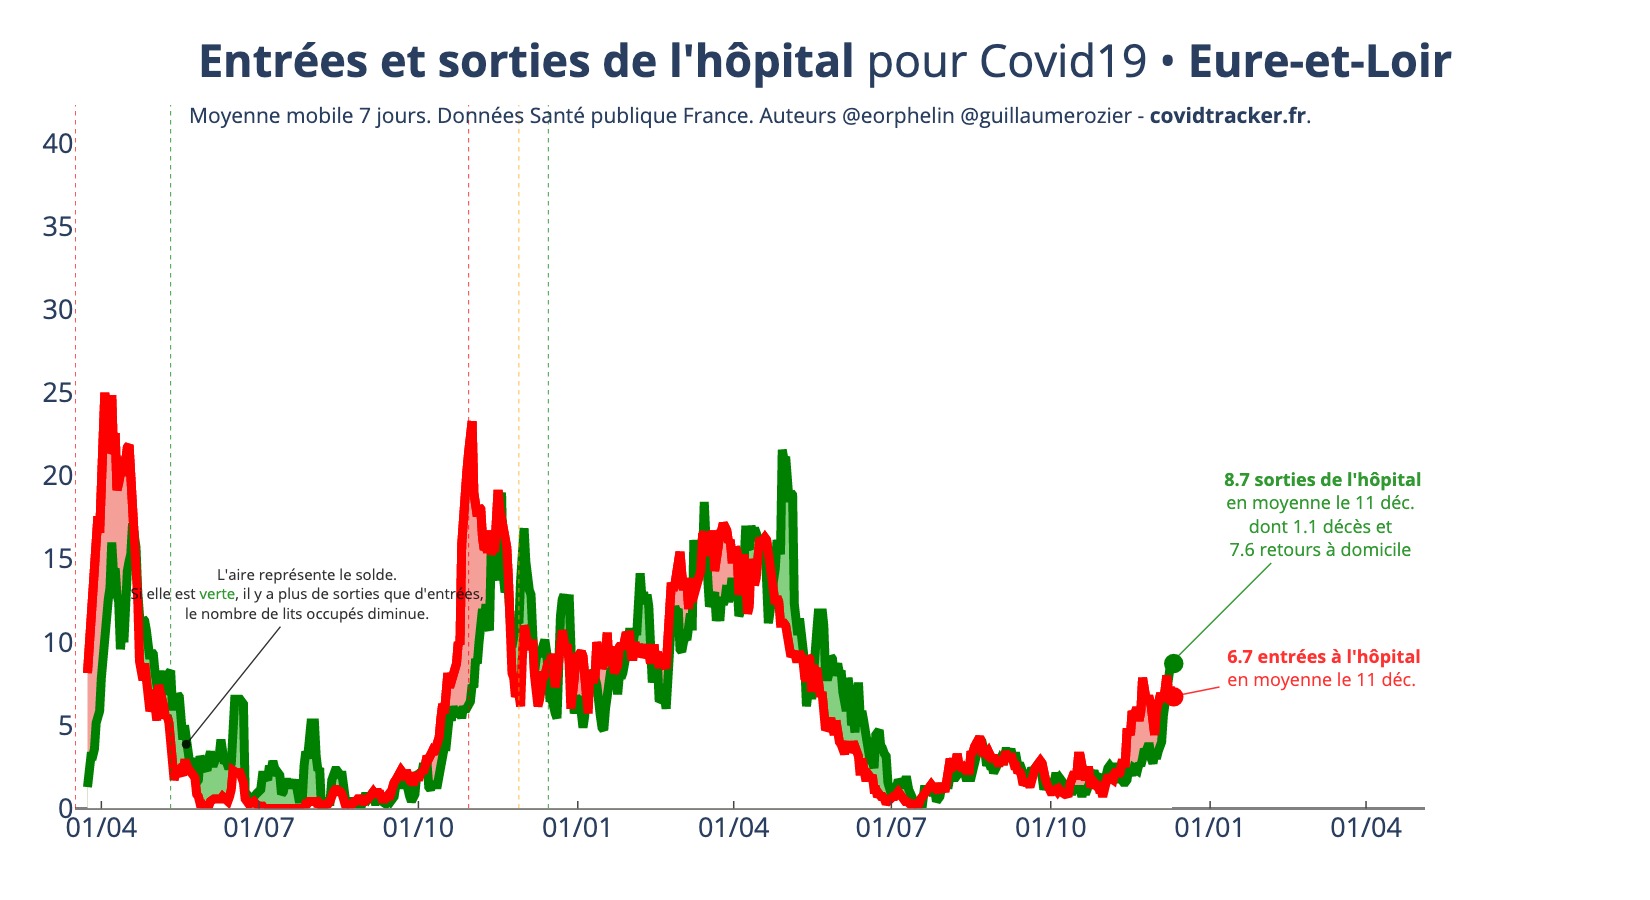 Entrées et sorties de l'hôpital pour Covid19 • Eure-et-Loir
Moyenne mobile 7 jours. Données Santé publique France. Auteurs @eorphelin @guillaumerozier - covidtracker.fr.
40
35
30
25
20
15
10
5
0
L'aire représente le solde.
Si elle est verte, il y a plus de sorties que d'entrées,
le nombre de lits occupés diminue.
8.7 sorties de l'hôpital
en moyenne le 11 déc.
dont 1.1 décès et
7.6 retours à domicile
6.7 entrées à l'hôpital
en moyenne le 11 déc.
01/04 01/07 01/10 01/01 01/04 01/07 01/10 01/01 01/04